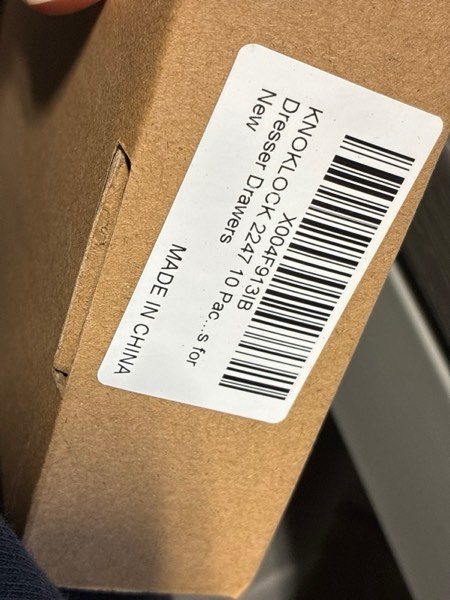 X004F913IB
KNOKLOCK 2247 10 Pac...s for
Dresser Drawers
New
MADE IN CHINA